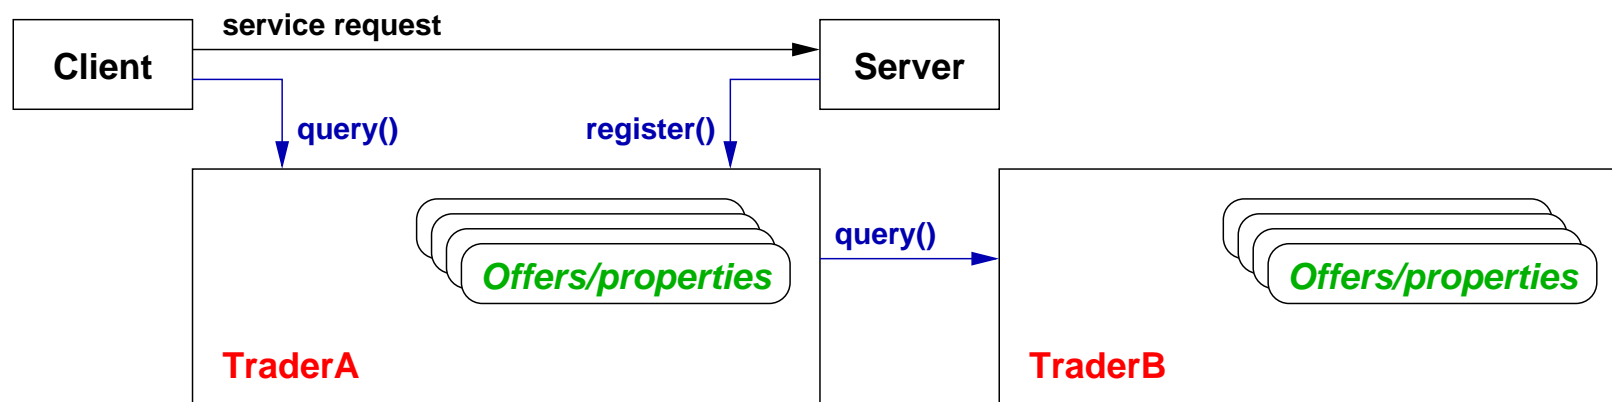 service request
Client
Server
query()
register()
query()
Offers/properties
Offers/properties
TraderA
TraderB